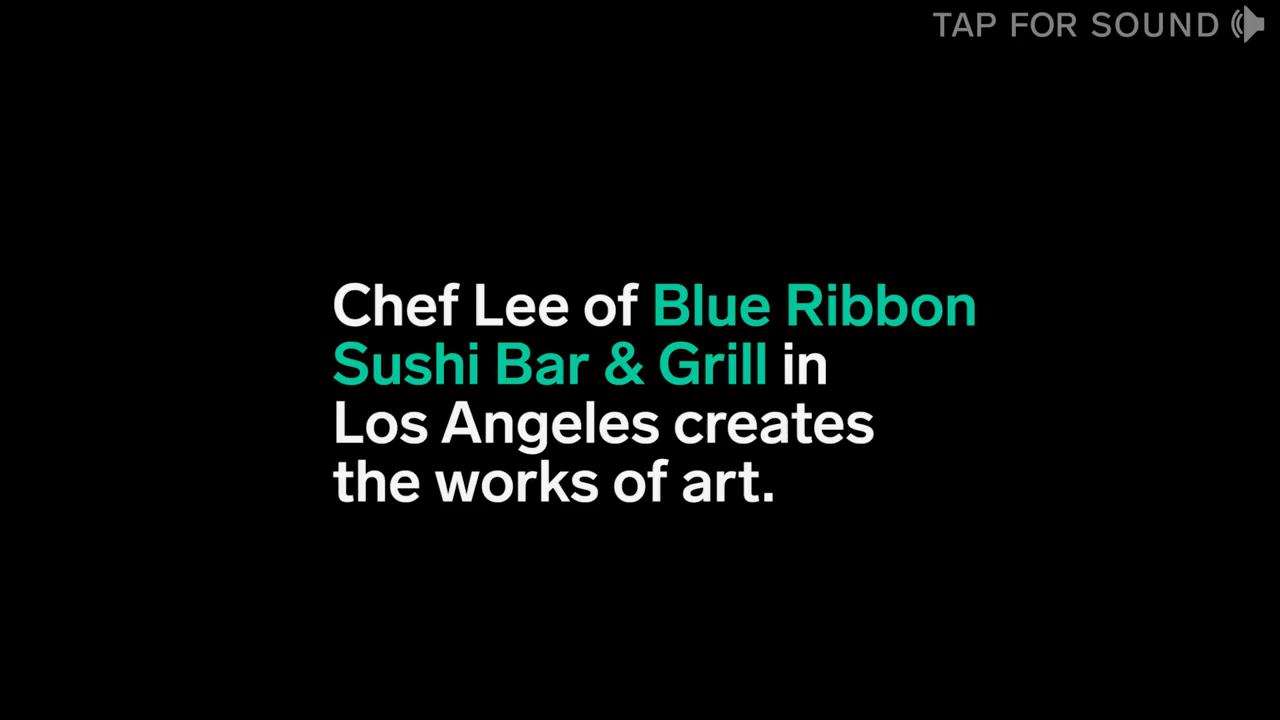 TAP FOR SOUND
Chef Lee of Blue Ribbon
Sushi Bar & Grill in
Los Angeles creates
the works of art.